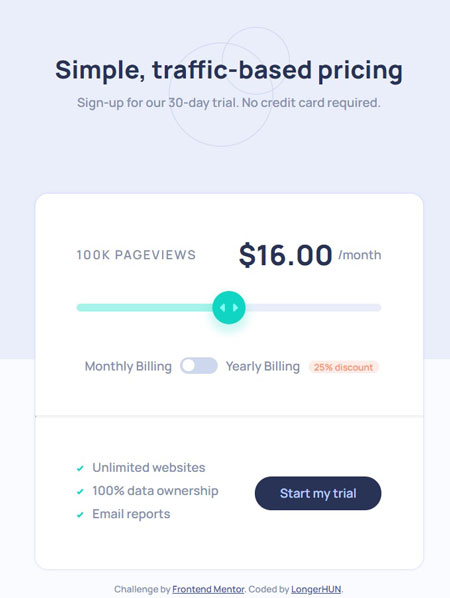 Simple, traffic-based pricing
Sign-up for our 30-day trial. No credit card required.
100K PAGEVIEWS
$16.00 /month
Monthly Billing
Yearly Billing
25% discount
Unlimited websites
100% data ownership
Email reports
Start my trial
Challenge by Frontend Mentor. Coded by LongerHUN.